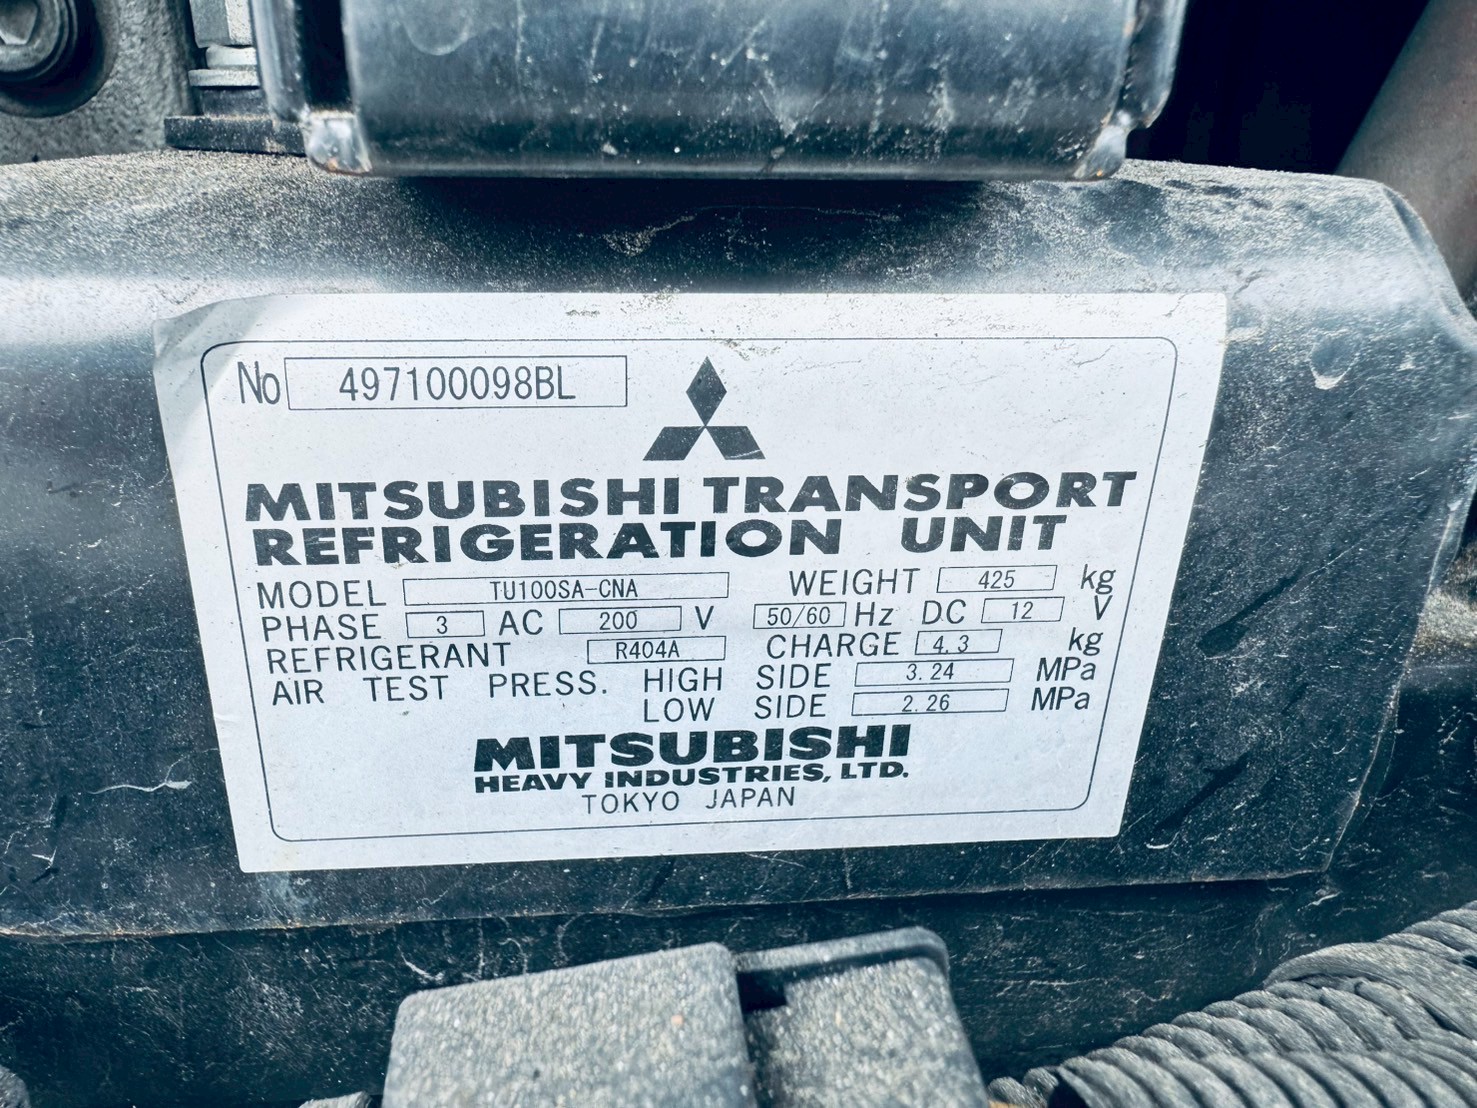 No 497100098BL
MITSUBISHI TRANSPORT
REFRIGERATION UNIT
MODEL TU100SA-CNA WEIGHT 425 kg
PHASE 3 AC 200 V 50/60 Hz DC 12 V
REFRIGERANT R404A CHARGE 4.3 kg
AIR TEST PRESS. HIGH SIDE 3.24 MPa
LOW SIDE 2.26 MPa
MITSUBISHI
HEAVY INDUSTRIES, LTD.
TOKYO JAPAN